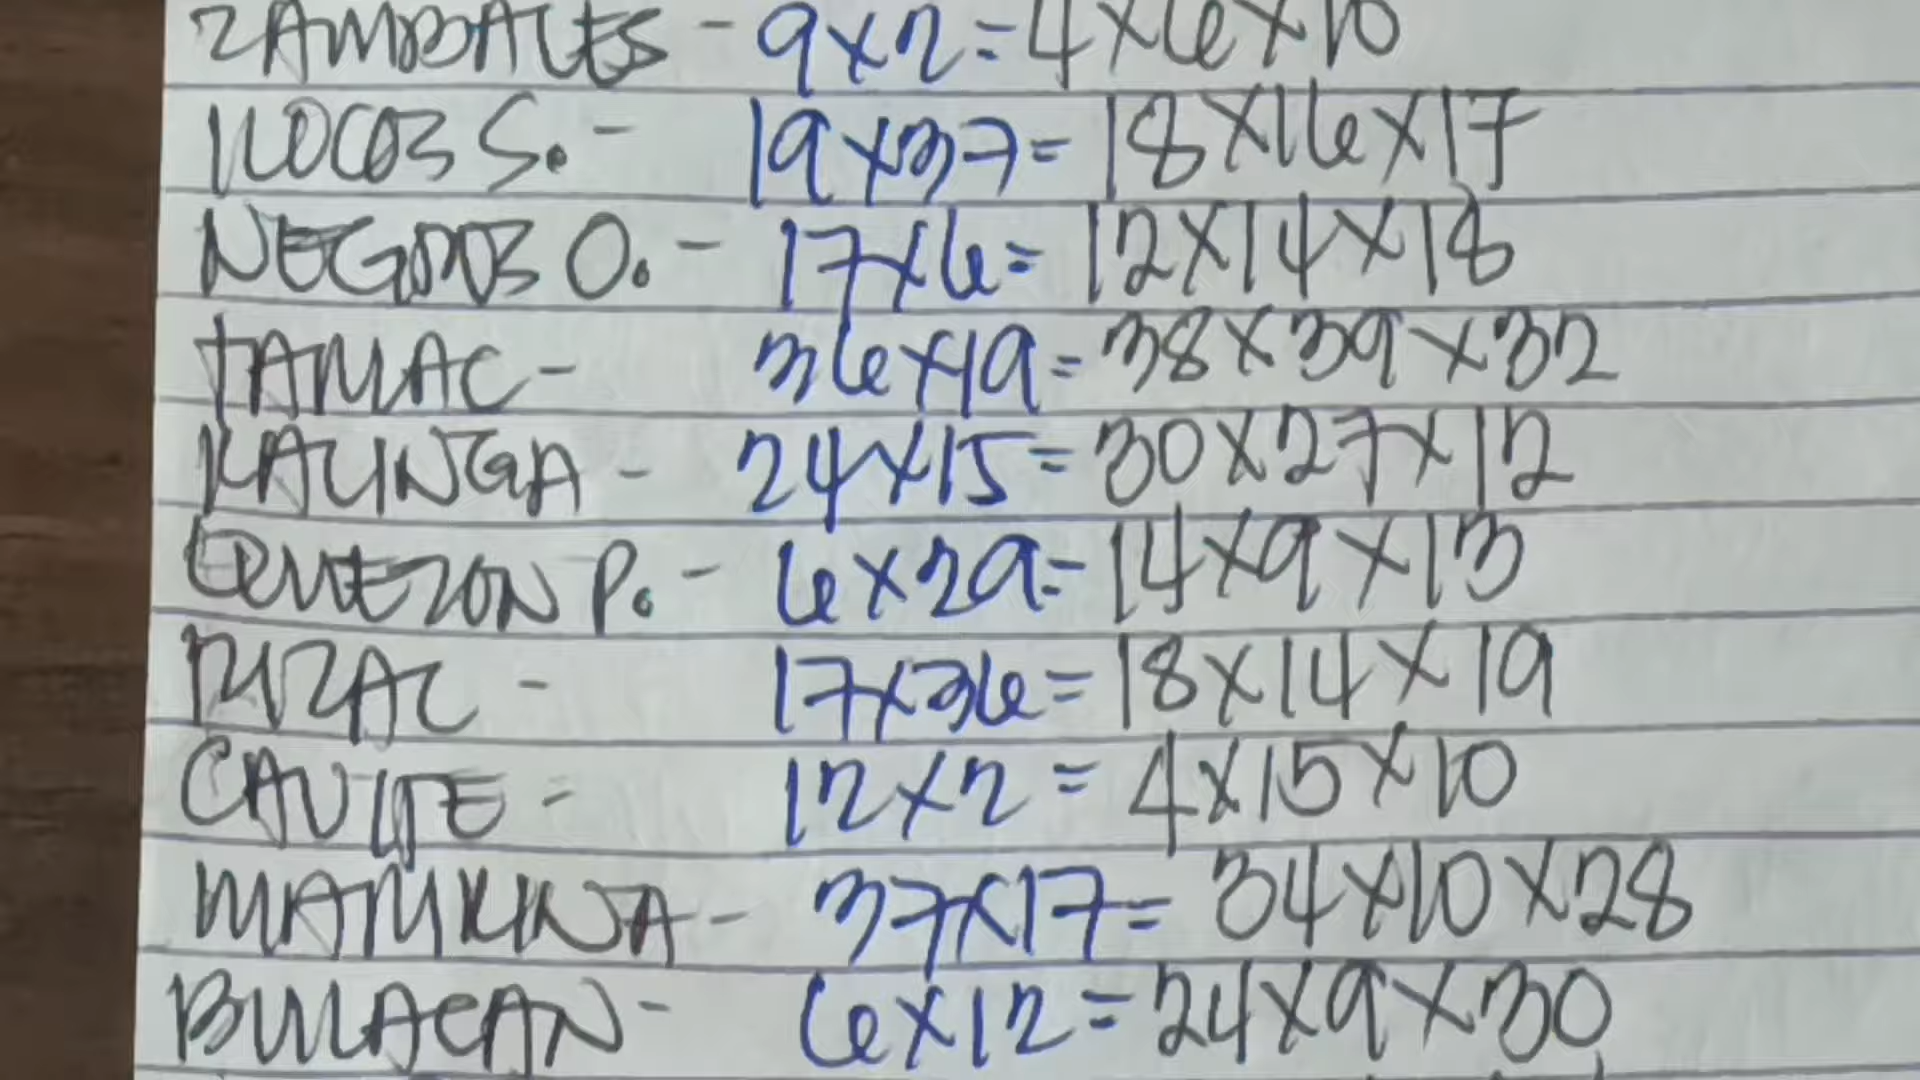 ZAMBALES - 9x2=4x6x10
ILOCOS S. - 19x37=18x16x17
NEGROS O. - 17x6=12x14x18
TARLAC - 36x19=38x39x32
KALINGA - 24x15=30x27x12
QUEZON P. - 6x29=14x9x13
RIZAL - 17x36=18x14x19
CAVITE - 12x2=4x15x10
MARIKINA - 37x17=34x10x28
BULACAN - 6x12=24x9x30